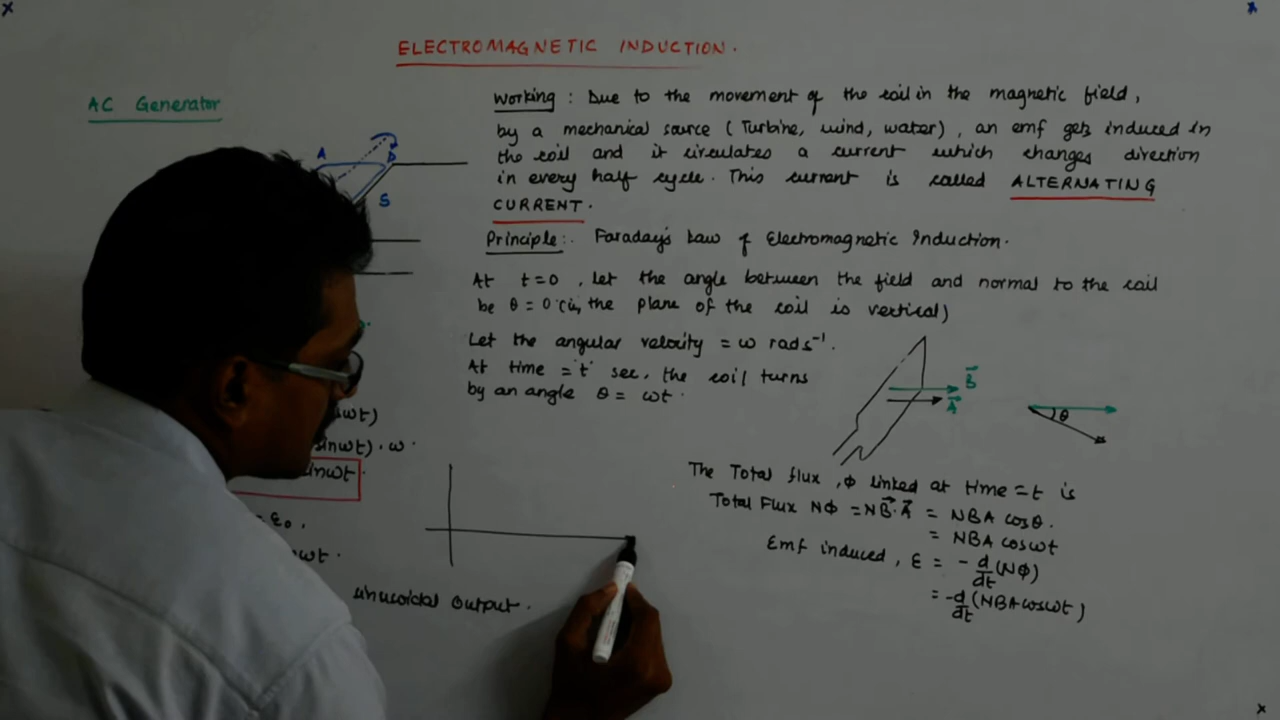 ELECTROMAGNETIC INDUCTION.
AC Generator
A
B
S
Working : Due to the movement of the coil in the magnetic field,
by a mechanical source (Turbine, wind, water), an emf gets induced in
the coil and it circulates a current which changes direction
in every half cycle. This current is called ALTERNATING
CURRENT.
Principle:. Faraday's Law of Electromagnetic Induction.
At t=0, let the angle between the field and normal to the coil
be θ = 0 (ie, the plane of the coil is vertical)
Let the angular velocity = ω rad s⁻¹.
At time = 't' sec, the coil turns
by an angle θ = ωt.
B⃗
A⃗
θ
The Total flux, ϕ linked at time = t is
Total Flux Nϕ = NB⃗.A⃗ = NBA cosθ.
= NBA cosωt
Emf induced, ε = -d/dt(Nϕ)
= -d/dt(NBA cosωt)
ωt)
sinωt).ω.
sinωt.
= ε₀,
ωt.
sinusoidal output.